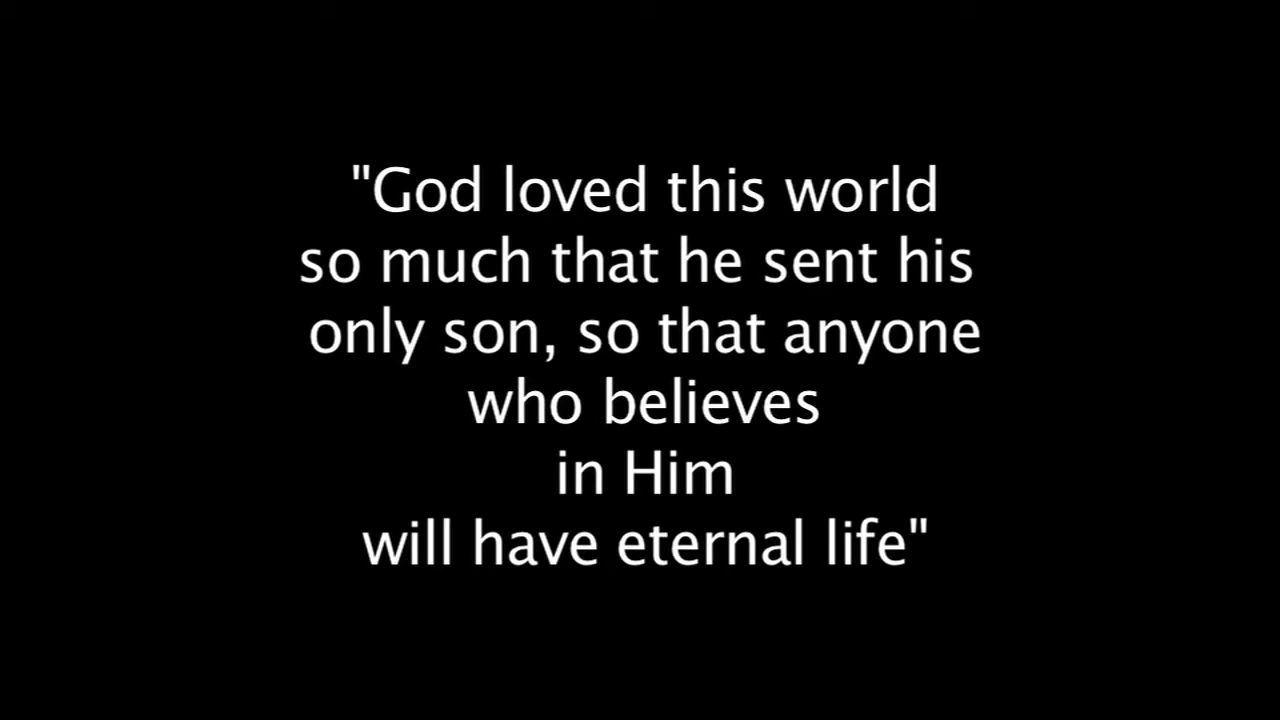 "God loved this world
so much that he sent his
only son, so that anyone
who believes
in Him
will have eternal life"